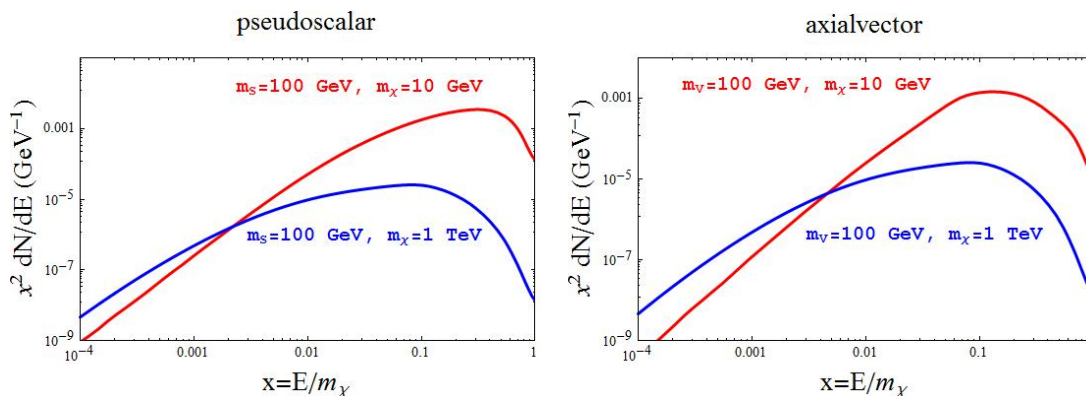 pseudoscalar
x² dN/dE (GeV⁻¹)
0.001
10⁻⁵
10⁻⁷
10⁻⁹
m_S=100 GeV, m_χ=10 GeV
m_S=100 GeV, m_χ=1 TeV
10⁻⁴ 0.001 0.01 0.1 1
x=E/m_χ
axialvector
x² dN/dE (GeV⁻¹)
0.001
10⁻⁵
10⁻⁷
10⁻⁹
m_V=100 GeV, m_χ=10 GeV
m_V=100 GeV, m_χ=1 TeV
10⁻⁴ 0.001 0.01 0.1
x=E/m_χ